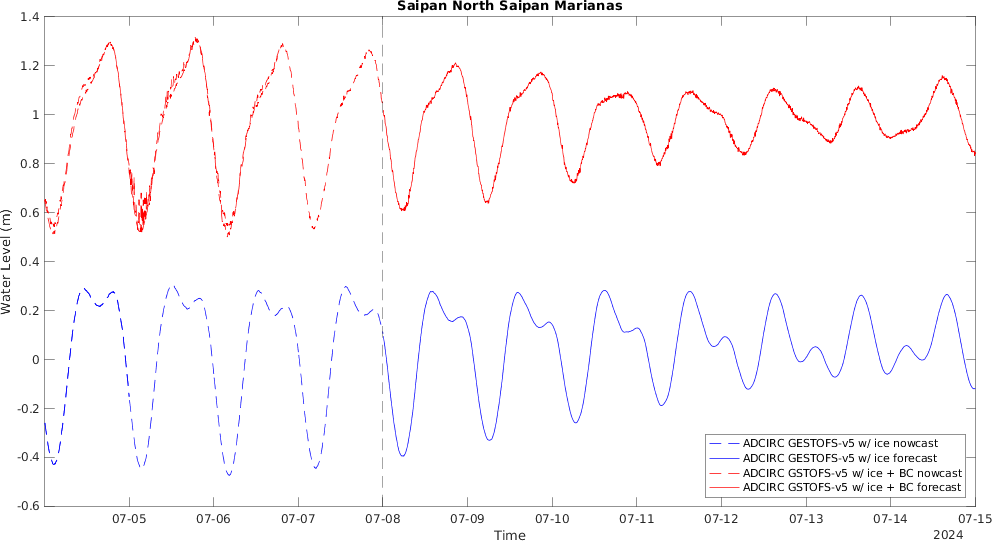 Saipan North Saipan Marianas
1.4
1.2
1
0.8
0.6
0.4
0.2
0
-0.2
-0.4
-0.6
Water Level (m)
ADCIRC GESTOFS-v5 w/ ice nowcast
ADCIRC GESTOFS-v5 w/ ice forecast
ADCIRC GSTOFS-v5 w/ ice + BC nowcast
ADCIRC GSTOFS-v5 w/ ice + BC forecast
07-05 07-06 07-07 07-08 07-09 07-10 07-11 07-12 07-13 07-14 07-15
Time
2024